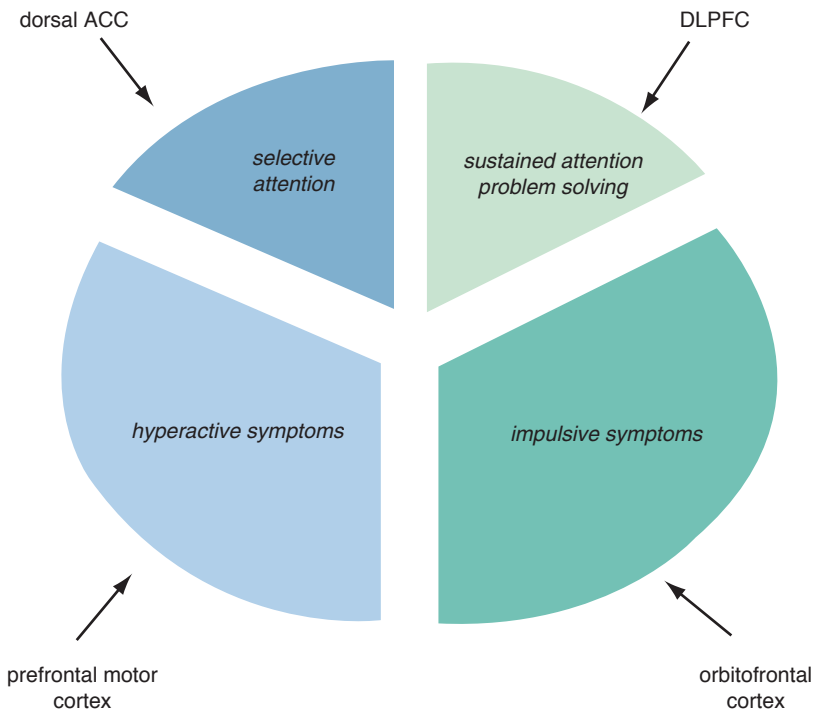 dorsal ACC
DLPFC
selective
attention
sustained attention
problem solving
hyperactive symptoms
impulsive symptoms
prefrontal motor
cortex
orbitofrontal
cortex